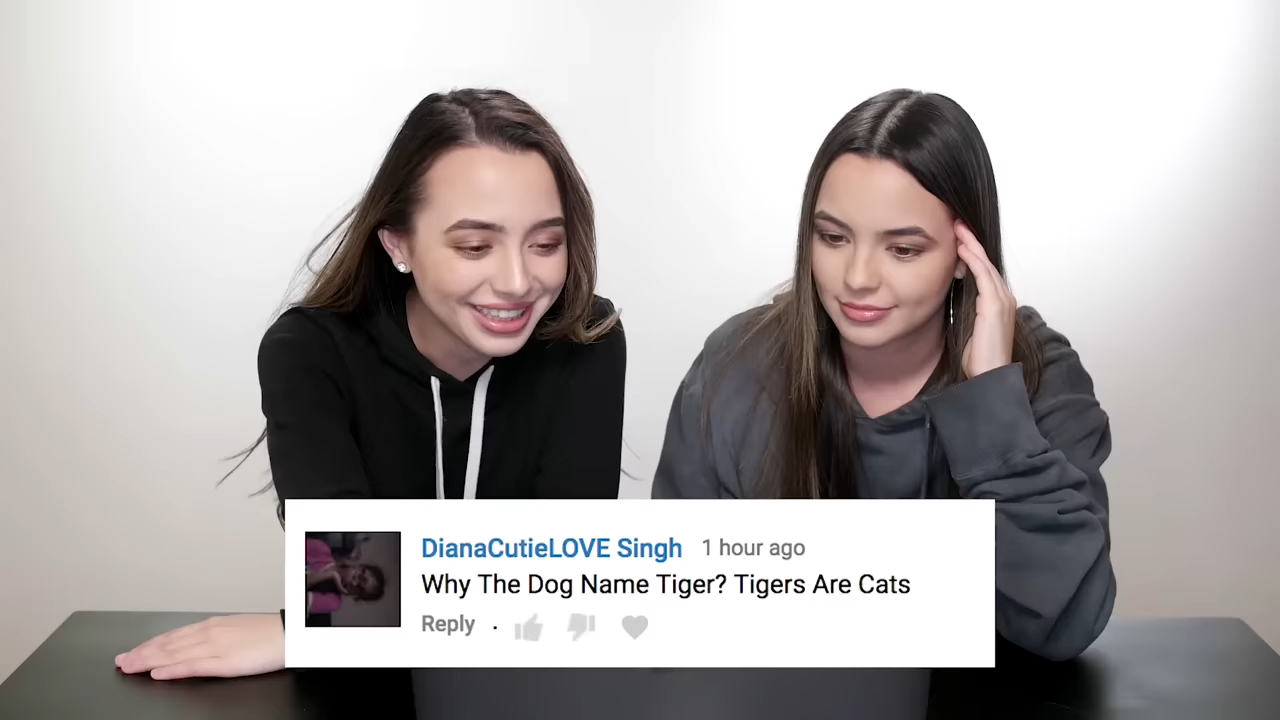 DianaCutieLOVE Singh 1 hour ago
Why The Dog Name Tiger? Tigers Are Cats
Reply